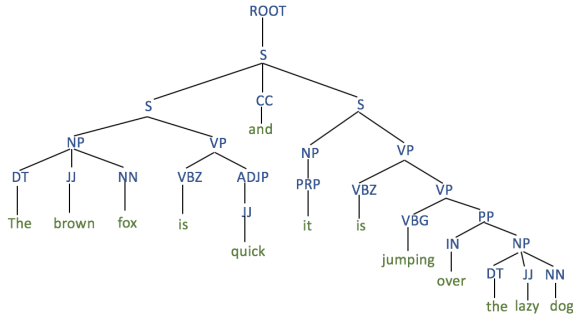 ROOT
S
S CC S
and
NP VP NP VP
DT JJ NN VBZ ADJP PRP VBZ VP
The brown fox is JJ it is VBG PP
quick jumping IN NP
over DT JJ NN
the lazy dog